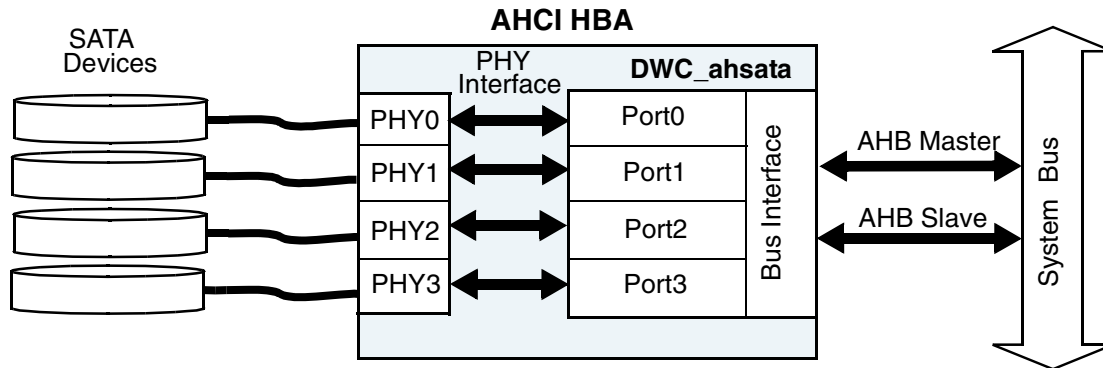 AHCI HBA
SATA
Devices
PHY
Interface
DWC_ahsata
PHY0
Port0
PHY1
Port1
PHY2
Port2
PHY3
Port3
Bus Interface
AHB Master
AHB Slave
System Bus